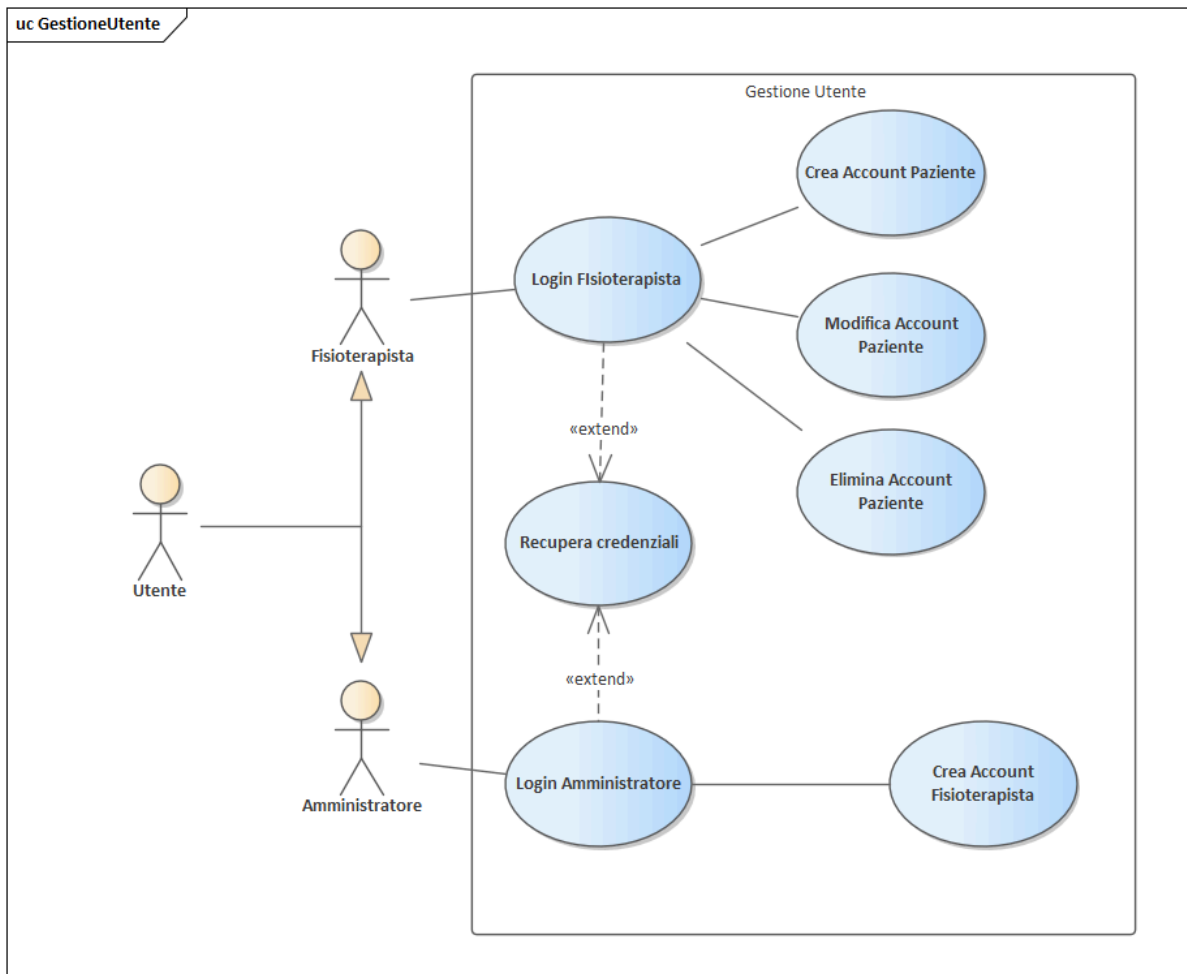 uc GestioneUtente
Gestione Utente
Crea Account Paziente
Login FIsioterapista
Modifica Account
Paziente
Fisioterapista
«extend»
Elimina Account
Paziente
Recupera credenziali
Utente
«extend»
Login Amministratore
Crea Account
Fisioterapista
Amministratore